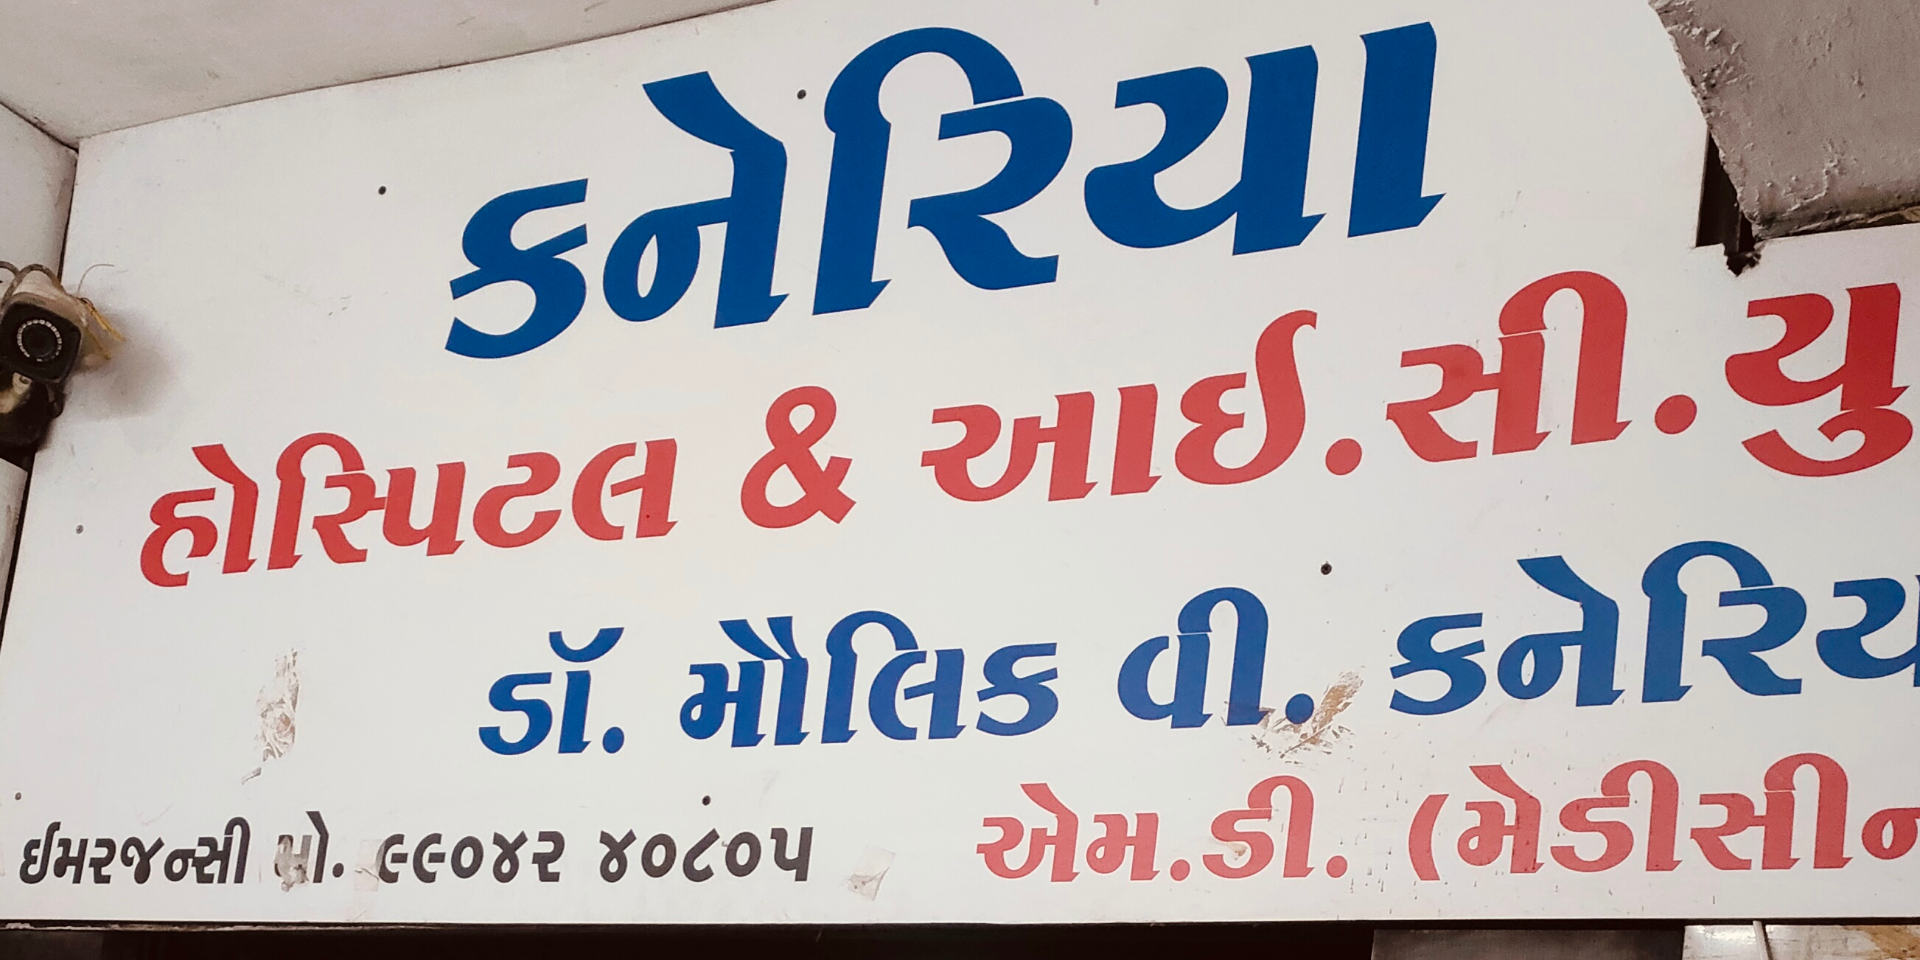 કનેરિયા
હોસ્પિટલ & આઈ.સી.યુ
ડૉ. મૌલિક વી. કનેરિયા
ઈમરજન્સી મો. ૯૯૦૪૨ ૪૦૮૦૫ એમ.ડી. (મેડીસીન